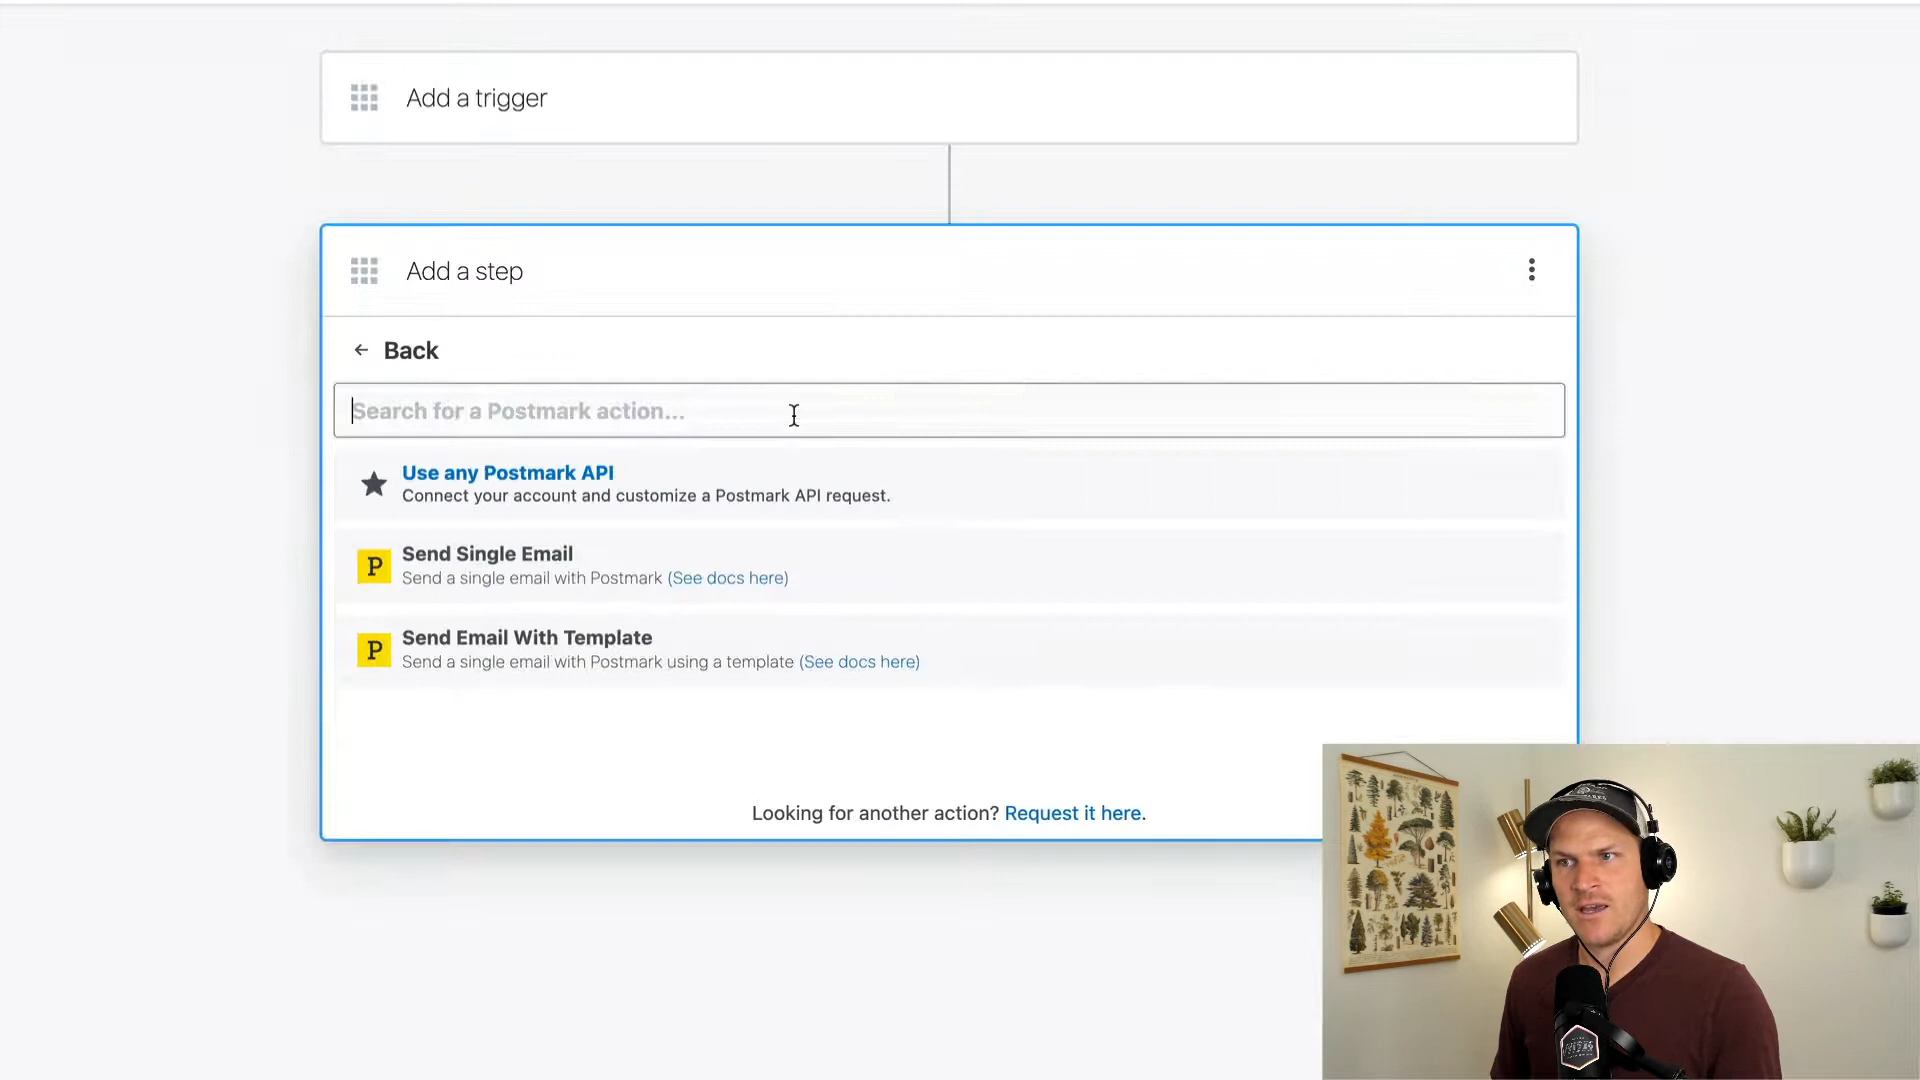 Add a trigger
Add a step
← Back
Search for a Postmark action...
Use any Postmark API
Connect your account and customize a Postmark API request.
P
Send Single Email
Send a single email with Postmark (See docs here)
P
Send Email With Template
Send a single email with Postmark using a template (See docs here)
Looking for another action? Request it here.